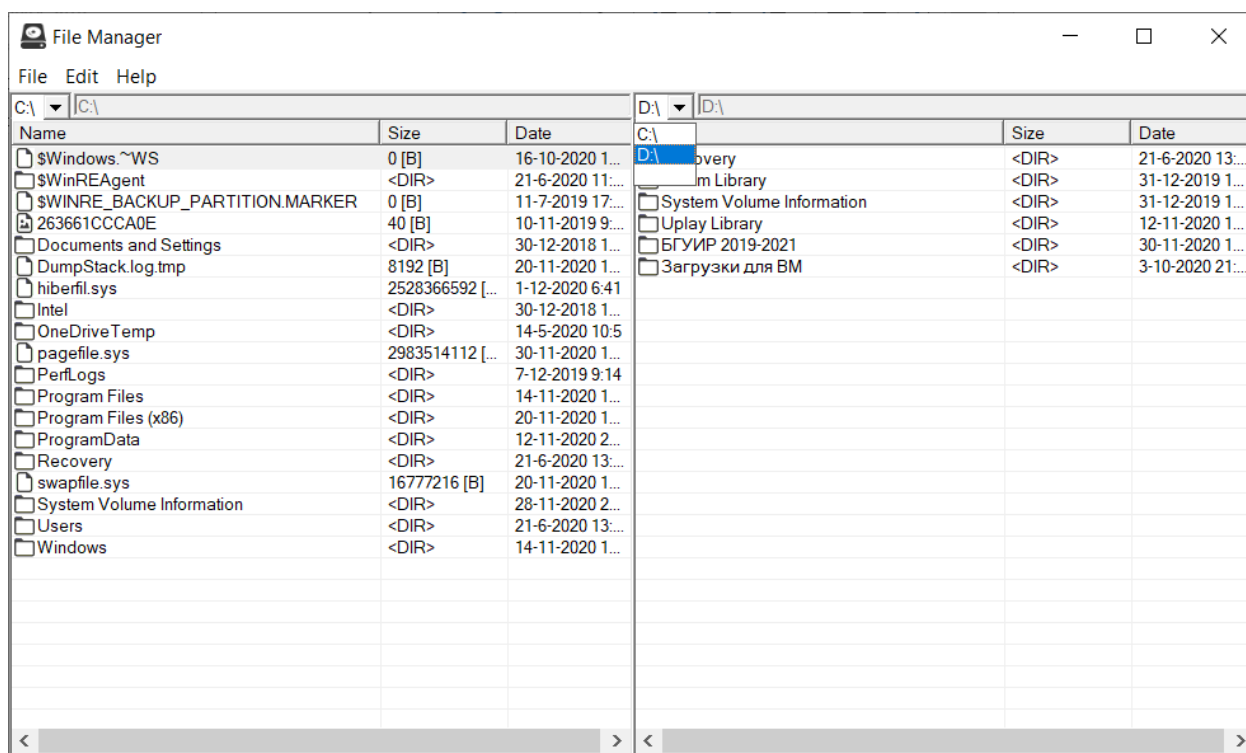 File Manager
File Edit Help
C:\ C:\
Name Size Date
$Windows.~WS 0 [B] 16-10-2020 1...
$WinREAgent <DIR> 21-6-2020 11:...
$WINRE_BACKUP_PARTITION.MARKER 0 [B] 11-7-2019 17:...
263661CCCA0E 40 [B] 10-11-2019 9:...
Documents and Settings <DIR> 30-12-2018 1...
DumpStack.log.tmp 8192 [B] 20-11-2020 1...
hiberfil.sys 2528366592 [... 1-12-2020 6:41
Intel <DIR> 30-12-2018 1...
OneDriveTemp <DIR> 14-5-2020 10:5
pagefile.sys 2983514112 [... 30-11-2020 1...
PerfLogs <DIR> 7-12-2019 9:14
Program Files <DIR> 14-11-2020 1...
Program Files (x86) <DIR> 20-11-2020 1...
ProgramData <DIR> 12-11-2020 2...
Recovery <DIR> 21-6-2020 13:...
swapfile.sys 16777216 [B] 20-11-2020 1...
System Volume Information <DIR> 28-11-2020 2...
Users <DIR> 21-6-2020 13:...
Windows <DIR> 14-11-2020 1...
D:\ D:\
C:\
D:\
Size Date
overy <DIR> 21-6-2020 13:...
m Library <DIR> 31-12-2019 1...
System Volume Information <DIR> 31-12-2019 1...
Uplay Library <DIR> 12-11-2020 1...
БГУИР 2019-2021 <DIR> 30-11-2020 1...
Загрузки для ВМ <DIR> 3-10-2020 21:...